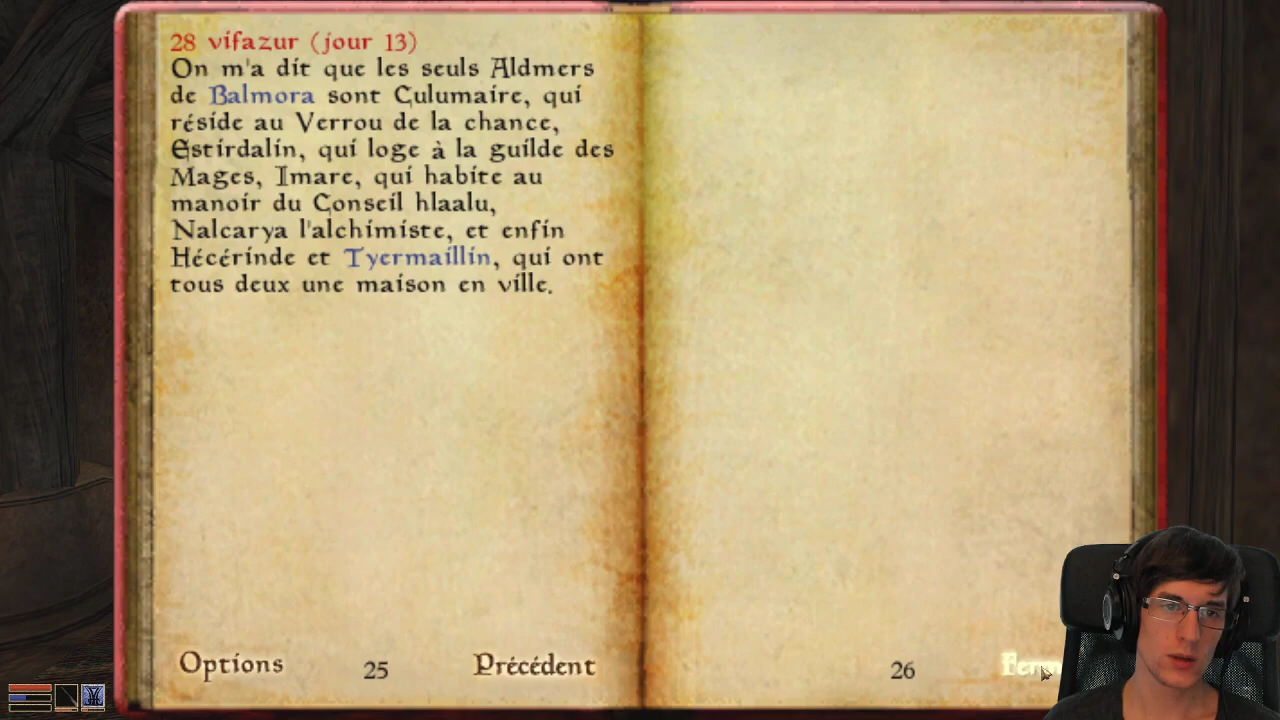 28 vifazur (jour 13)
On m'a dit que les seuls Aldmers
de Balmora sont Culumaire, qui
réside au Verrou de la chance,
Estirdalin, qui loge à la guilde des
Mages, Imare, qui habite au
manoir du Conseil hlaalu,
Nalcarya l'alchimiste, et enfin
Hécérinde et Tyermaillin, qui ont
tous deux une maison en ville.
Options 25 Précédent 26